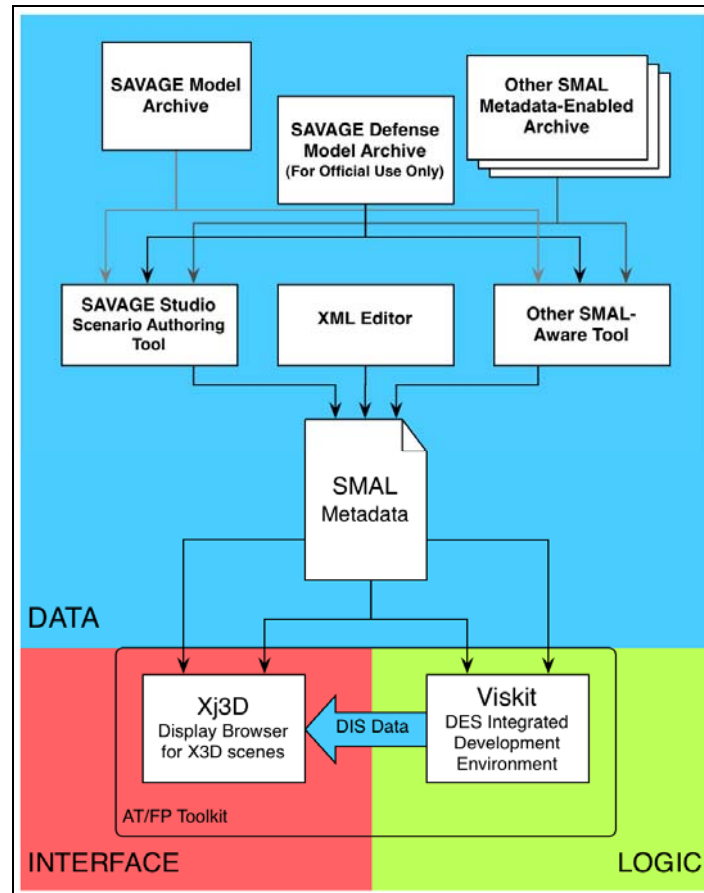 SAVAGE Model
Archive
SAVAGE Defense
Model Archive
(For Official Use Only)
Other SMAL
Metadata-Enabled
Archive
SAVAGE Studio
Scenario Authoring
Tool
XML Editor
Other SMAL-
Aware Tool
SMAL
Metadata
DATA
Xj3D
Display Browser
for X3D scenes
DIS Data
Viskit
DES Integrated
Development
Environment
AT/FP Toolkit
INTERFACE
LOGIC